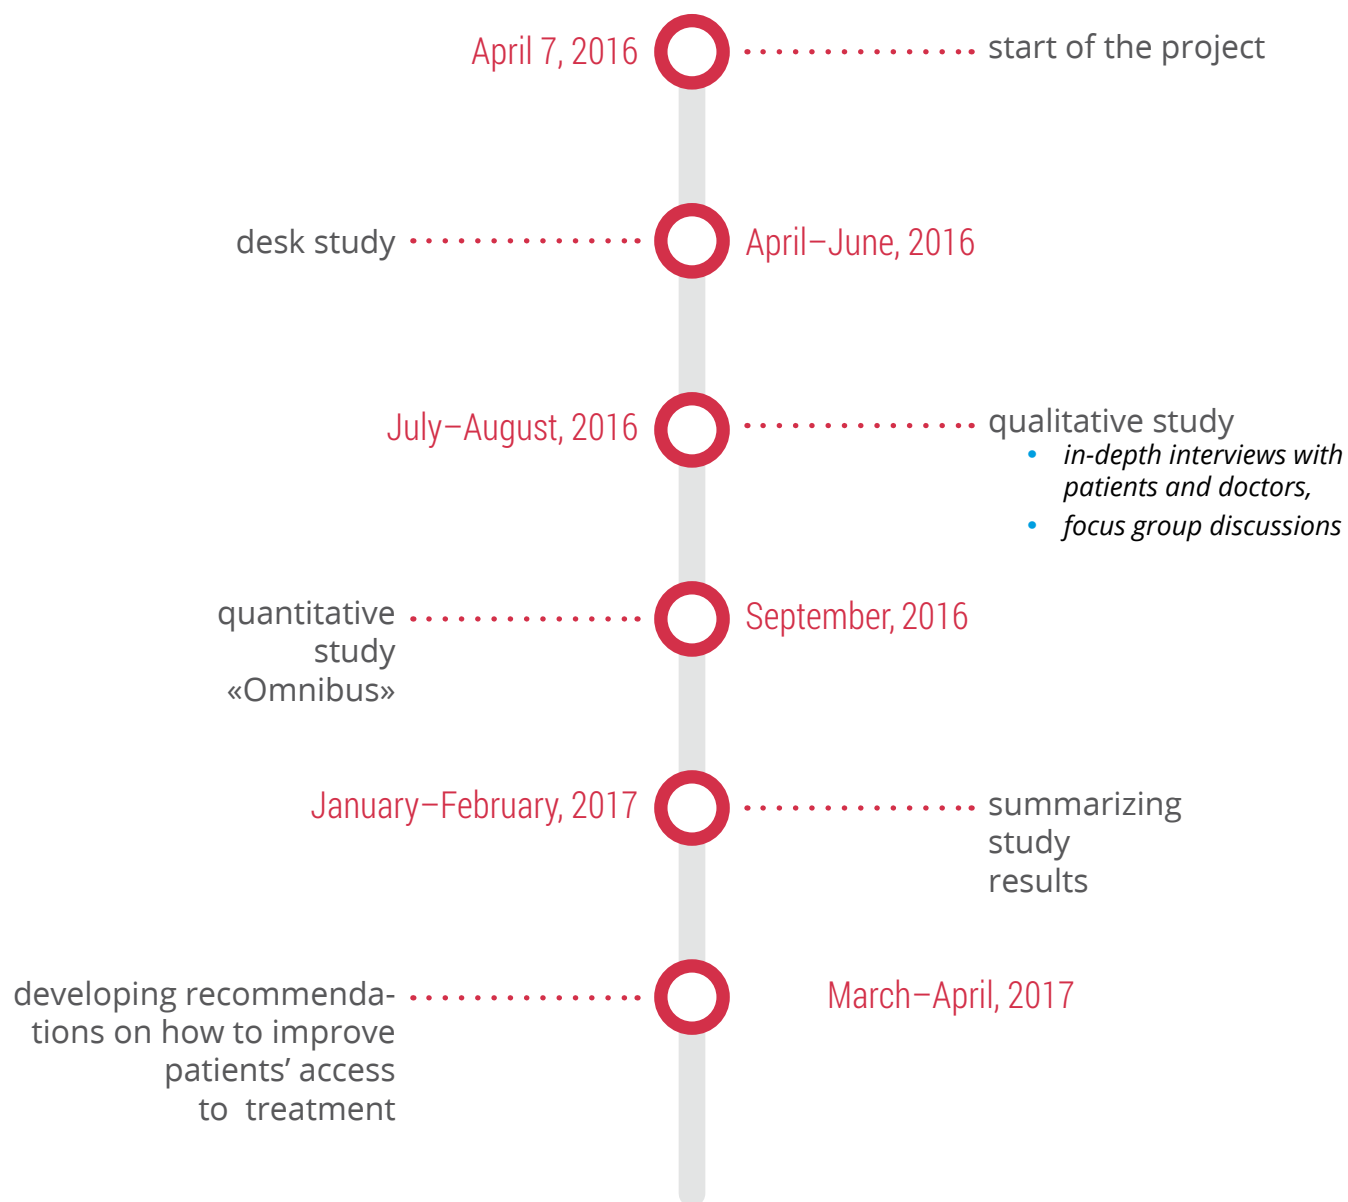 April 7, 2016
start of the project
desk study
April–June, 2016
July–August, 2016
qualitative study
• in-depth interviews with
patients and doctors,
• focus group discussions
quantitative
study
«Omnibus»
September, 2016
January–February, 2017
summarizing
study
results
developing recommenda-
tions on how to improve
patients’ access
to treatment
March–April, 2017